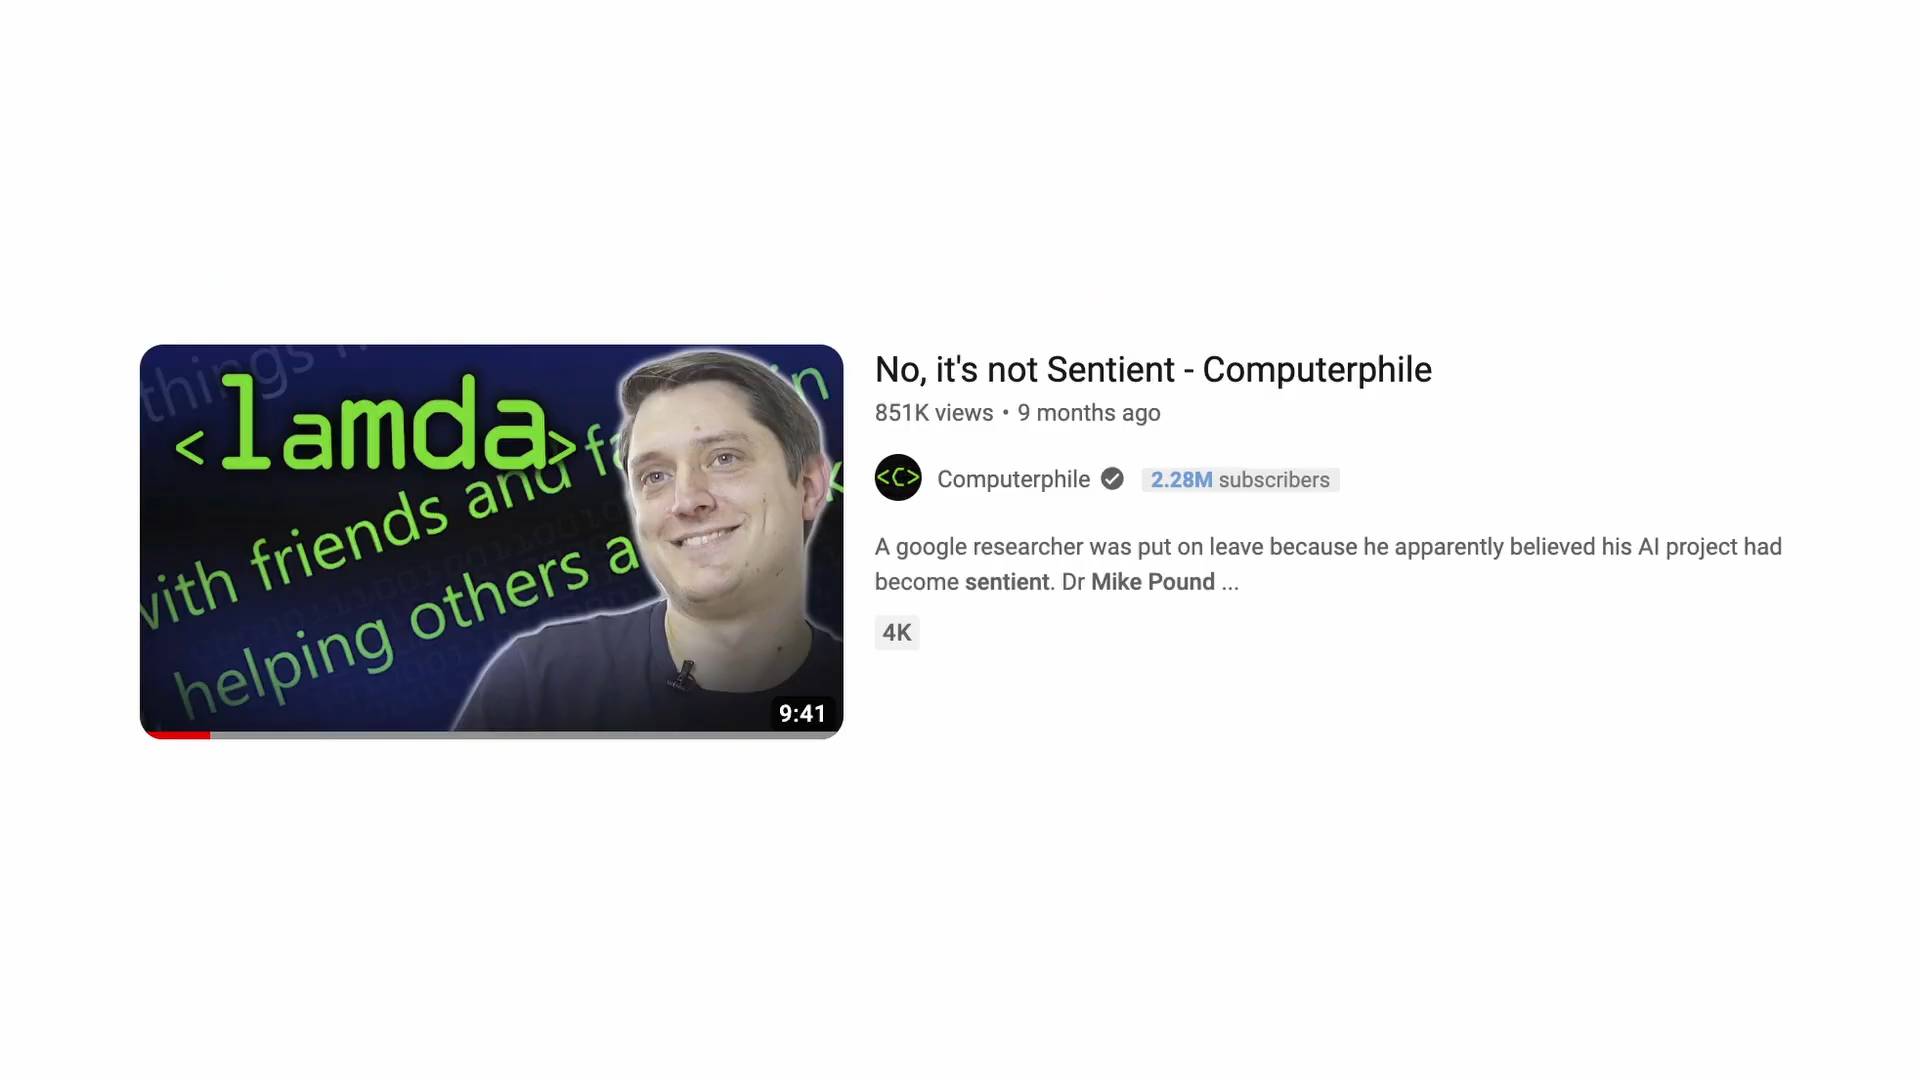 things
in
<lamda>
with friends and fa
k
helping others a
9:41
No, it's not Sentient - Computerphile
851K views • 9 months ago
<C>
Computerphile
2.28M subscribers
A google researcher was put on leave because he apparently believed his AI project had
become sentient. Dr Mike Pound ...
4K